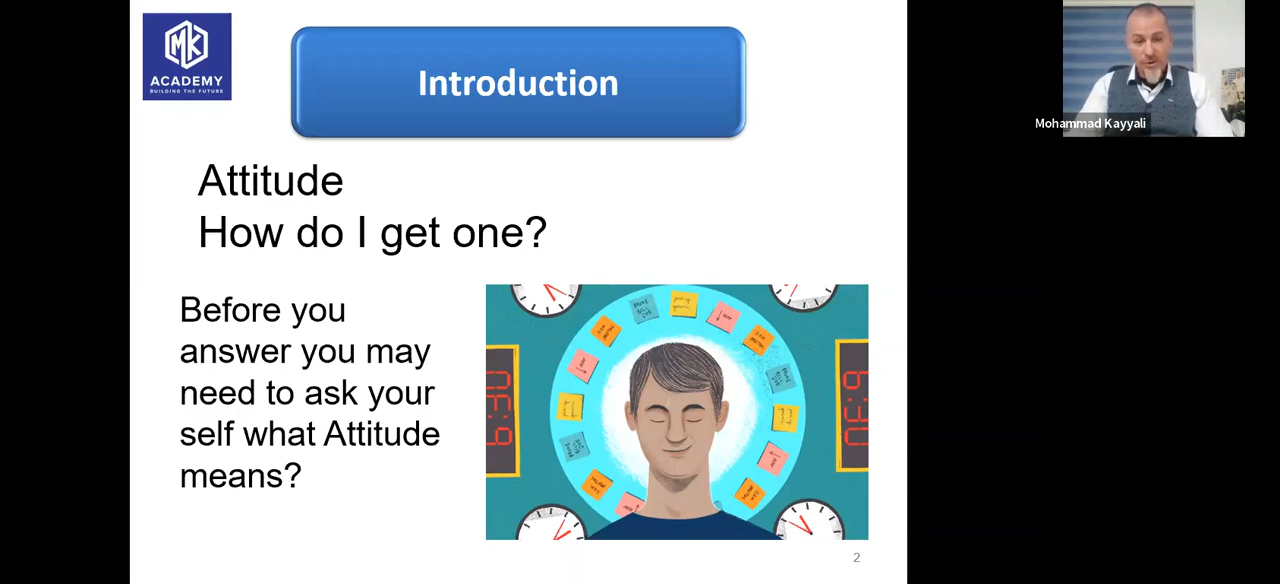 MK
ACADEMY
BUILDING THE FUTURE
Introduction
Mohammad Kayyali
Attitude
How do I get one?
Before you
answer you may
need to ask your
self what Attitude
means?
6:30
6:30
2